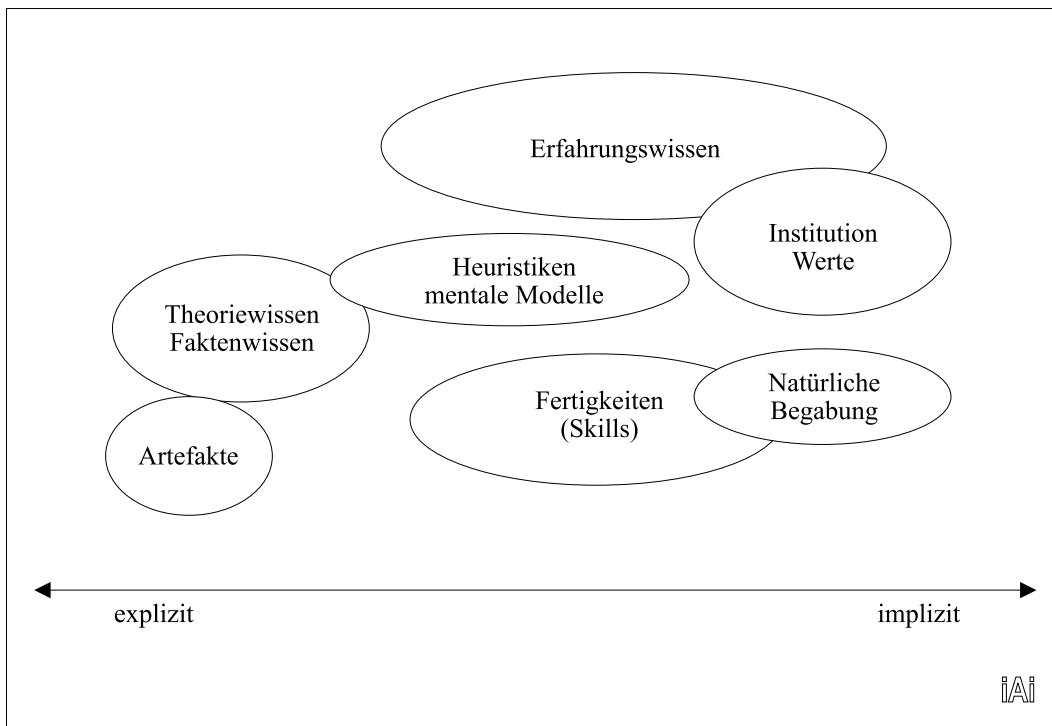 Erfahrungswissen
Institution
Werte
Heuristiken
mentale Modelle
Theoriewissen
Faktenwissen
Fertigkeiten
(Skills)
Natürliche
Begabung
Artefakte
explizit
implizit
iAi